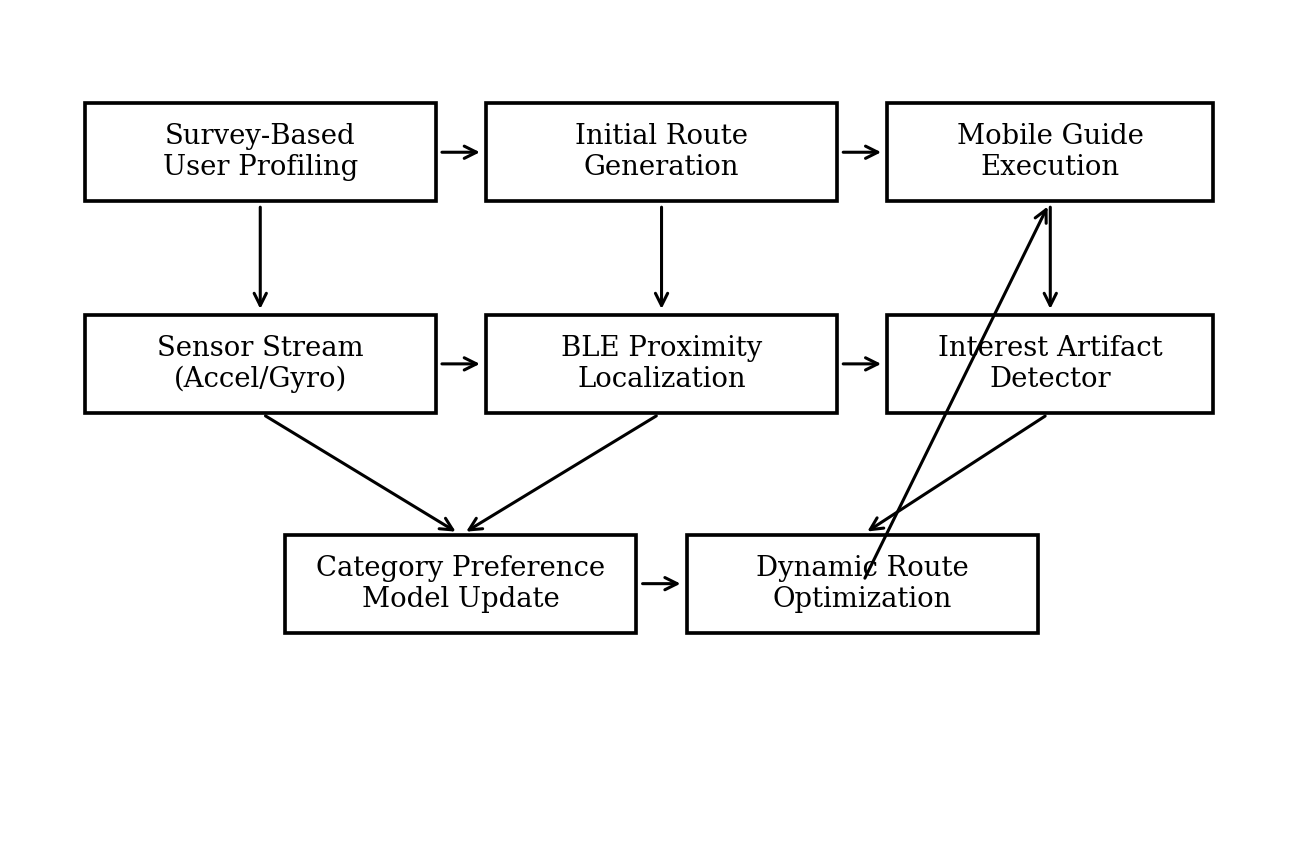 Survey-Based
User Profiling
Initial Route
Generation
Mobile Guide
Execution
Sensor Stream
(Accel/Gyro)
BLE Proximity
Localization
Interest Artifact
Detector
Category Preference
Model Update
Dynamic Route
Optimization